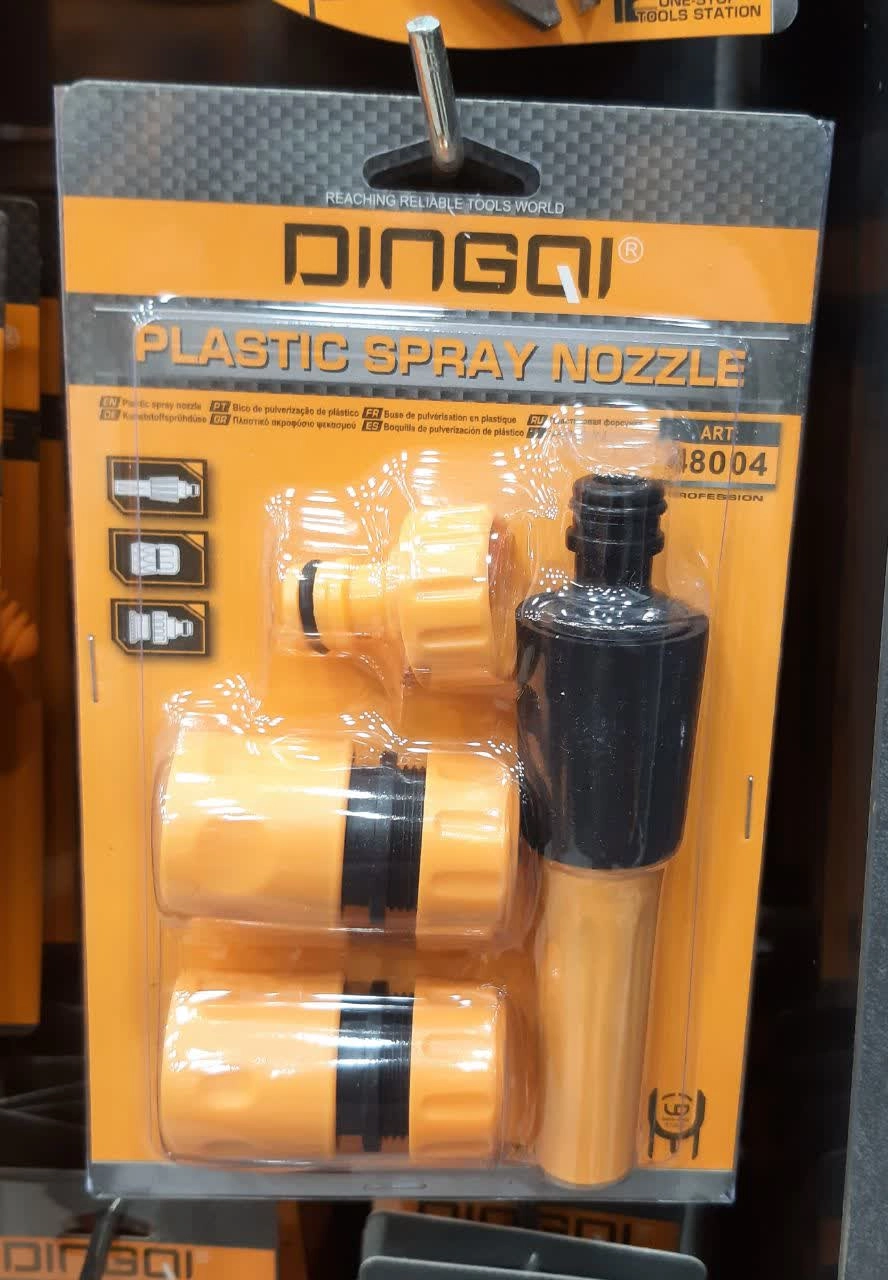 ONE-STOP
TOOLS STATION
REACHING RELIABLE TOOLS WORLD
DINGQI®
PLASTIC SPRAY NOZZLE
EN Plastic spray nozzle PT Bico de pulverização de plástico FR Buse de pulvérisation en plastique RU
DE Kunststoffsprühdüse GR Πλαστικό ακροφύσιο ψεκασμού ES Boquilla de pulverización de plástico
ART
48004
PROFESSION
DINGQI